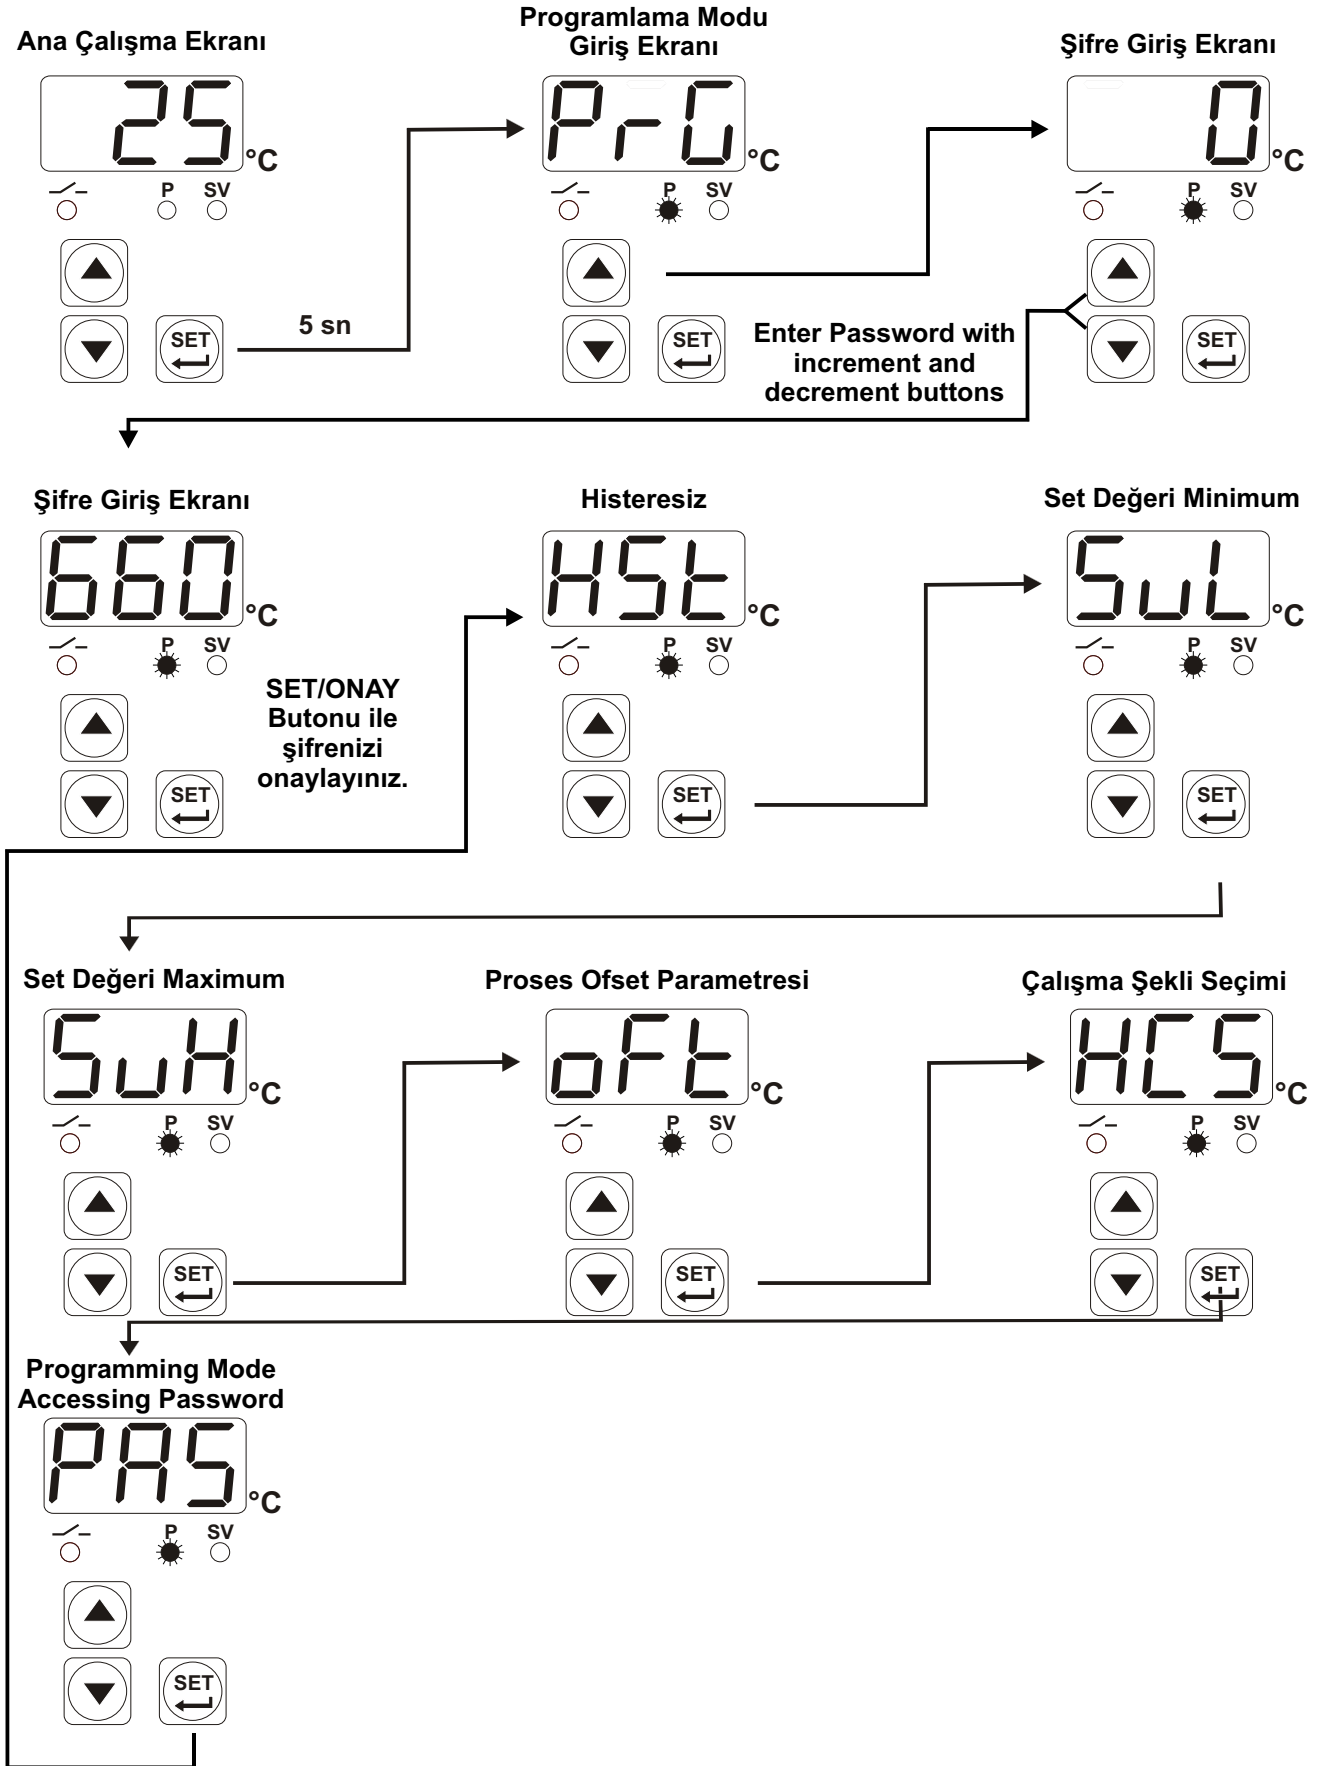 Ana Çalışma Ekranı
25
°C
P SV
SET
5 sn
Programlama Modu
Giriş Ekranı
PrG
°C
P SV
SET
Şifre Giriş Ekranı
0
°C
P SV
SET
Enter Password with
increment and
decrement buttons
Şifre Giriş Ekranı
660
°C
P SV
SET
SET/ONAY
Butonu ile
şifrenizi
onaylayınız.
Histeresiz
HSt
°C
P SV
SET
Set Değeri Minimum
SuL
°C
P SV
SET
Set Değeri Maximum
SuH
°C
P SV
SET
Proses Ofset Parametresi
oFt
°C
P SV
SET
Çalışma Şekli Seçimi
HCS
°C
P SV
SET
Programming Mode
Accessing Password
PAS
°C
P SV
SET